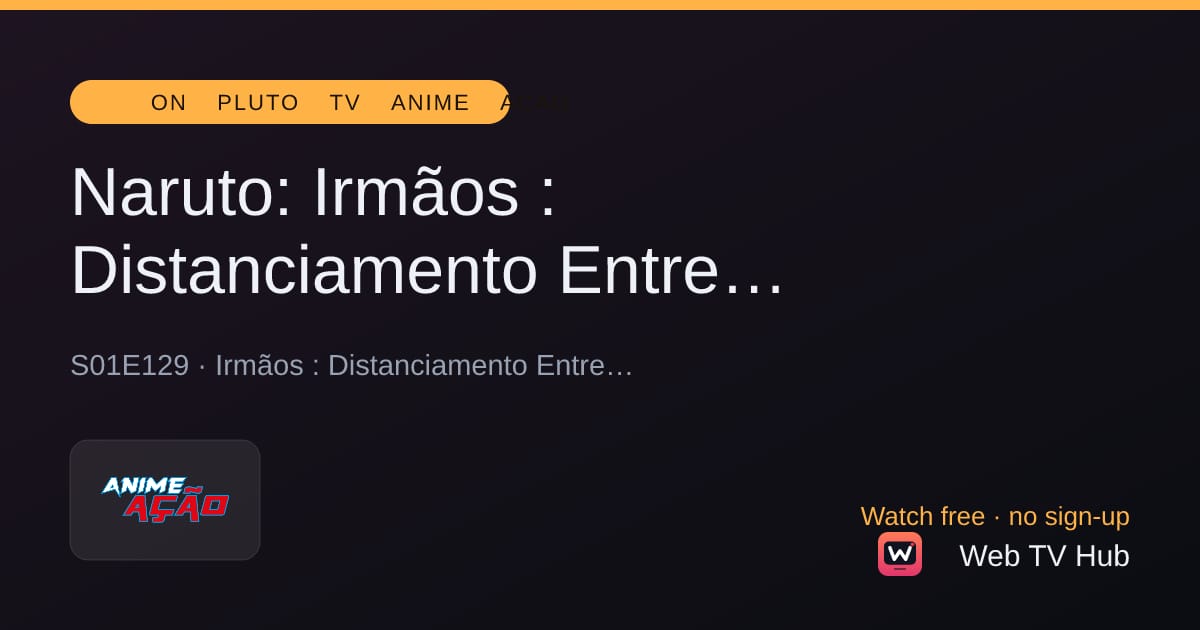 ON PLUTO TV ANIME AÇÃO
Naruto: Irmãos :
Distanciamento Entre…
S01E129 · Irmãos : Distanciamento Entre…
ANIME
AÇÃO
Watch free · no sign-up
W
Web TV Hub